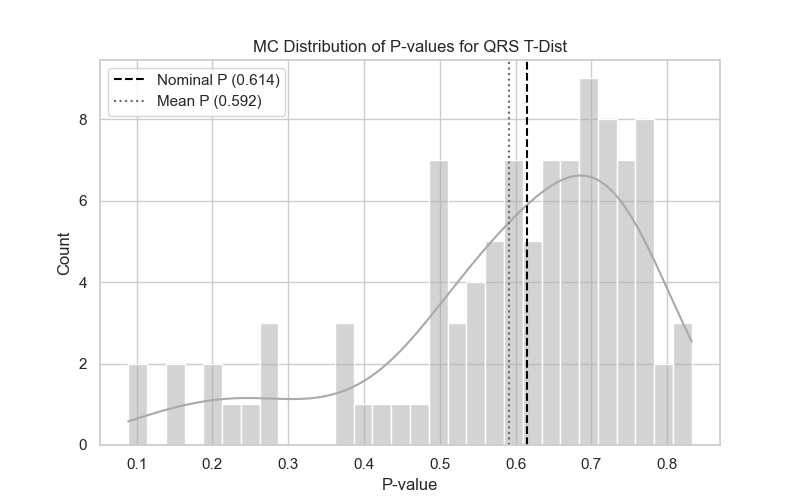 MC Distribution of P-values for QRS T-Dist
Nominal P (0.614)
Mean P (0.592)
8
6
4
2
0
Count
0.1 0.2 0.3 0.4 0.5 0.6 0.7 0.8
P-value